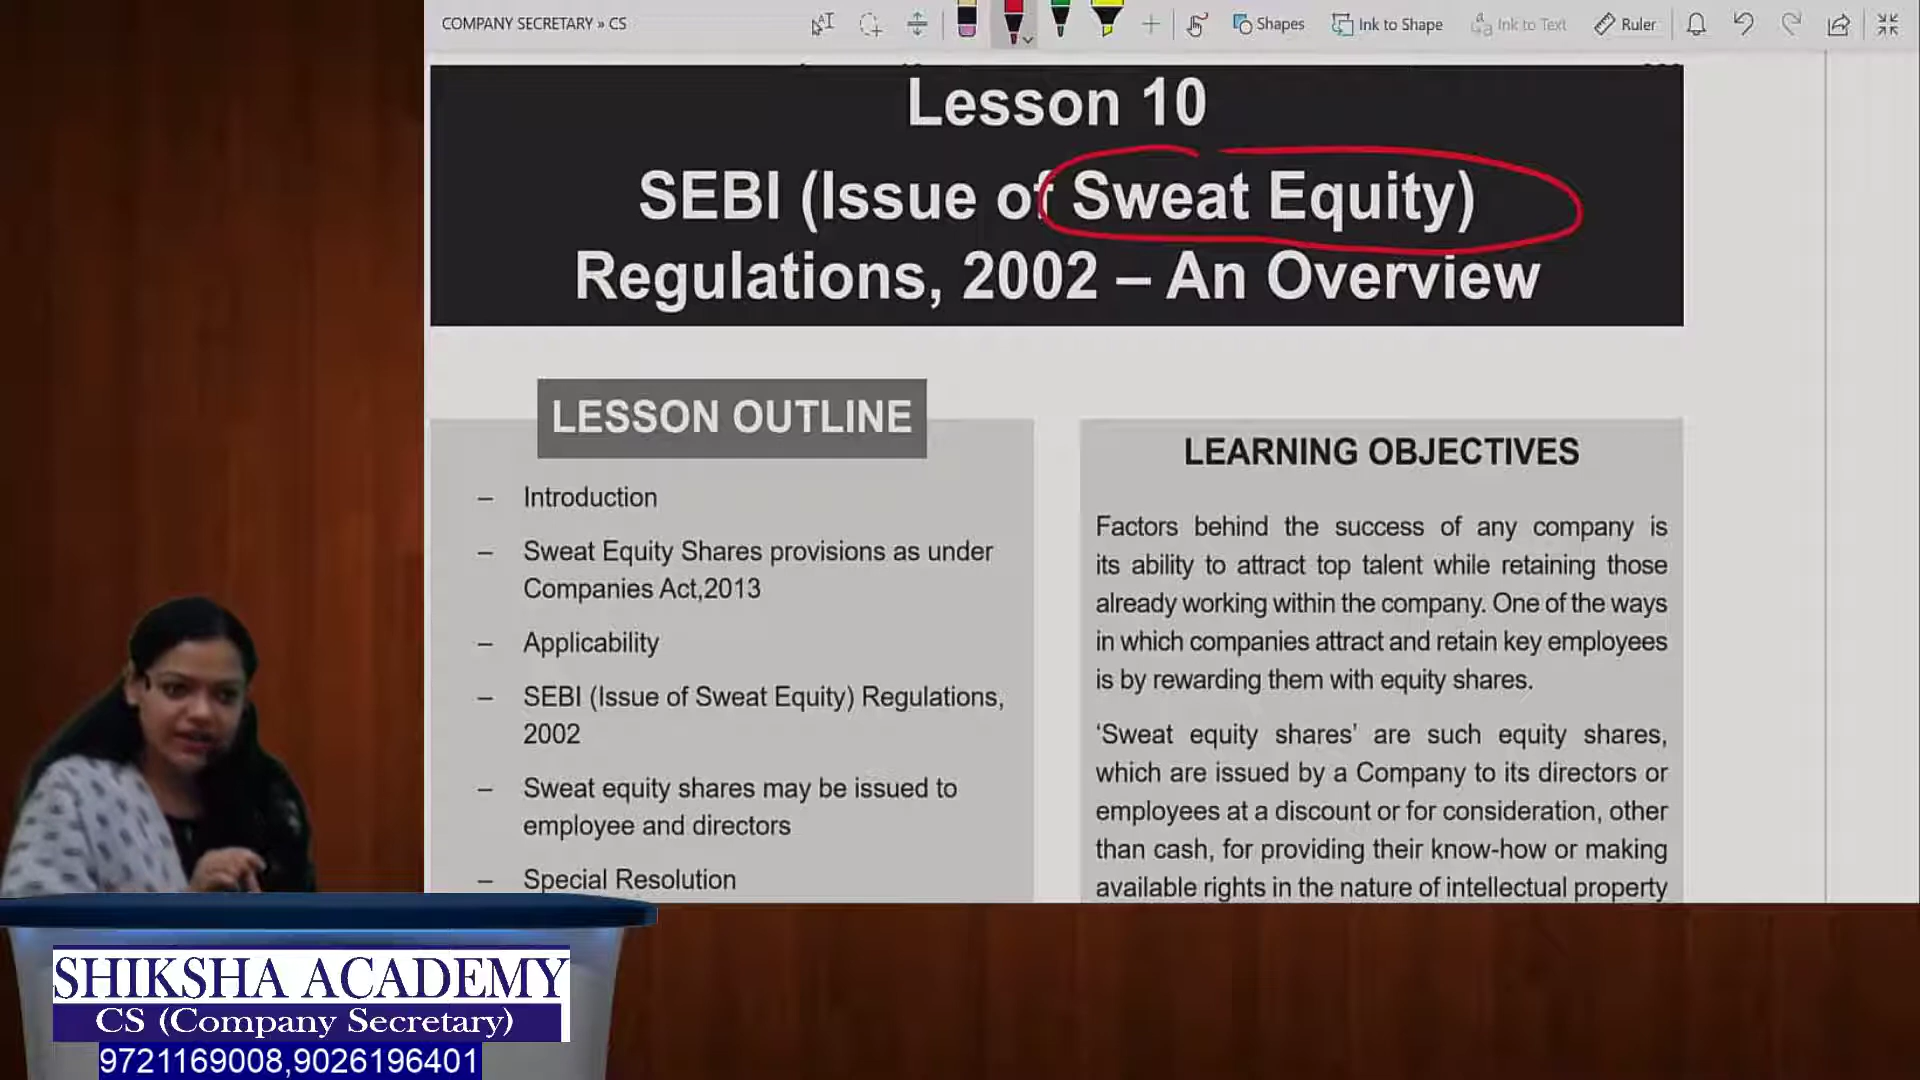 COMPANY SECRETARY » CS
Shapes
Ink to Shape
Ink to Text
Ruler
Lesson 10
SEBI (Issue of Sweat Equity)
Regulations, 2002 – An Overview
LESSON OUTLINE
– Introduction
– Sweat Equity Shares provisions as under
Companies Act,2013
– Applicability
– SEBI (Issue of Sweat Equity) Regulations,
2002
– Sweat equity shares may be issued to
employee and directors
– Special Resolution
LEARNING OBJECTIVES
Factors behind the success of any company is
its ability to attract top talent while retaining those
already working within the company. One of the ways
in which companies attract and retain key employees
is by rewarding them with equity shares.
‘Sweat equity shares’ are such equity shares,
which are issued by a Company to its directors or
employees at a discount or for consideration, other
than cash, for providing their know-how or making
available rights in the nature of intellectual property
SHIKSHA ACADEMY
CS (Company Secretary)
9721169008,9026196401